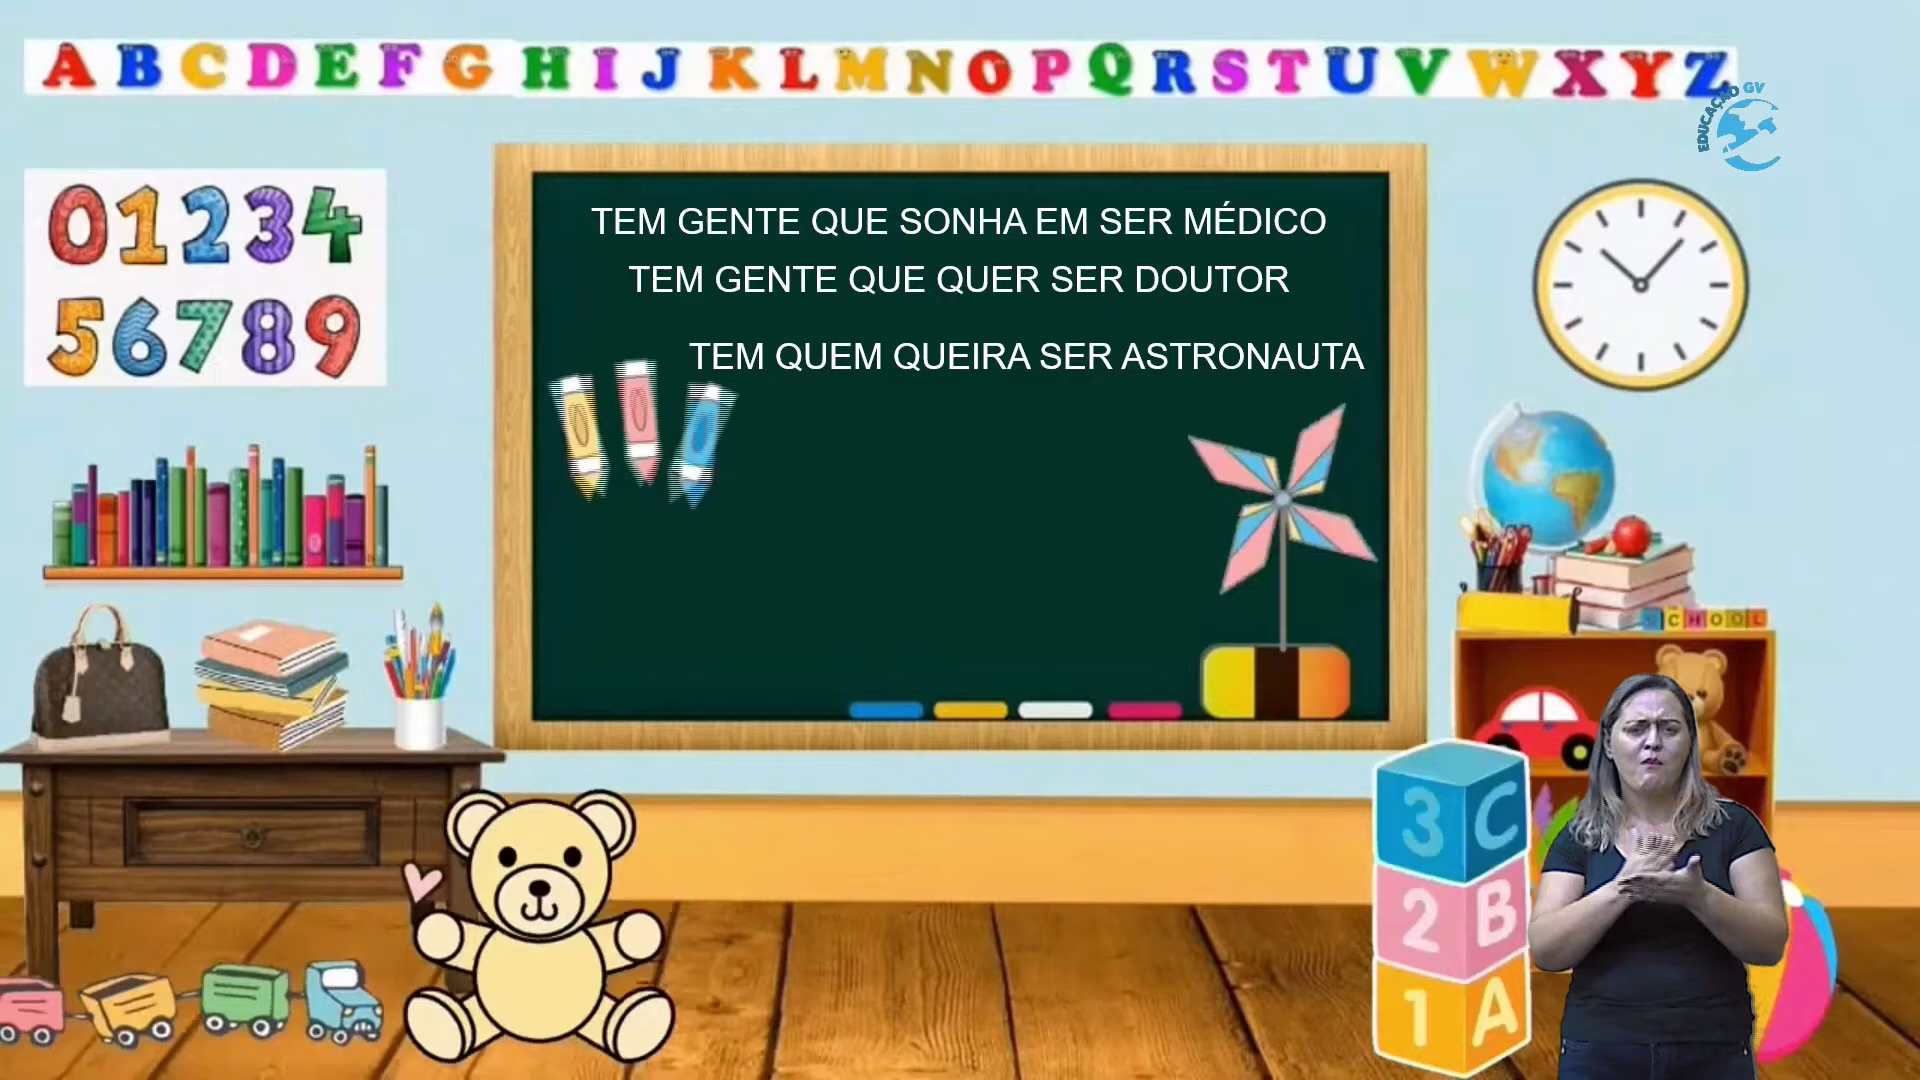 A B C D E F G H I J K L M N O P Q R S T U V W X Y Z
EDUCAÇÃO GV
0 1 2 3 4
5 6 7 8 9
TEM GENTE QUE SONHA EM SER MÉDICO
TEM GENTE QUE QUER SER DOUTOR
TEM QUEM QUEIRA SER ASTRONAUTA
SCHOOL
3 C
2 B
1 A